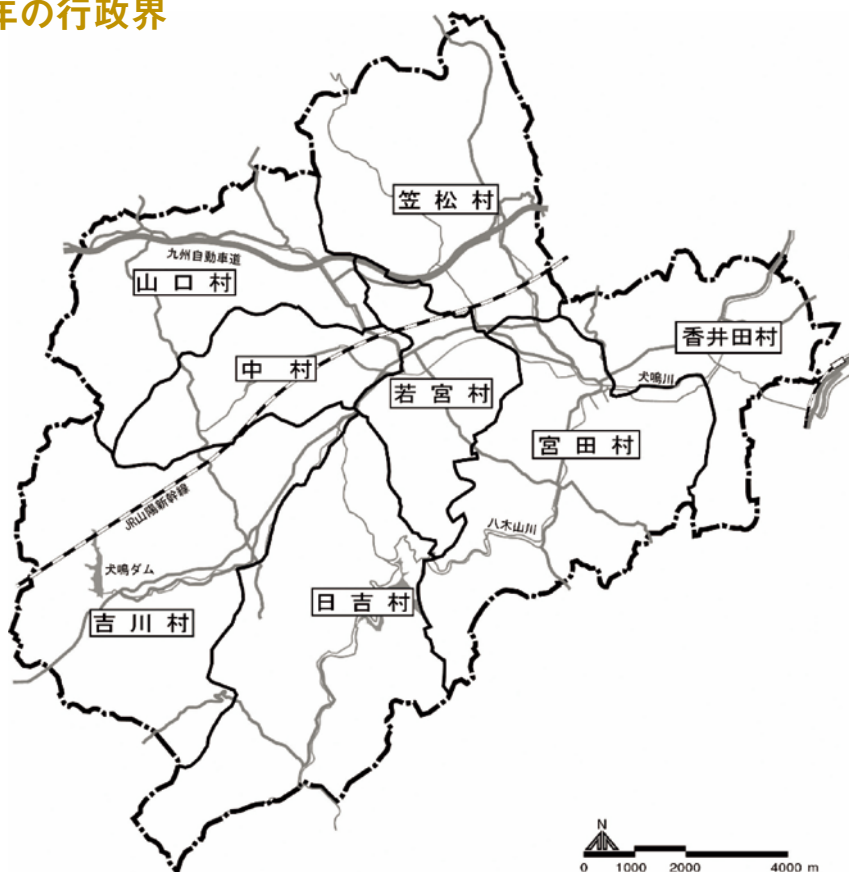 年の行政界
笠松村
九州自動車道
山口村
香井田村
中村
犬鳴川
若宮村
宮田村
JR山陽新幹線
八木山川
犬鳴ダム
日吉村
吉川村
N
0 1000 2000 4000 m